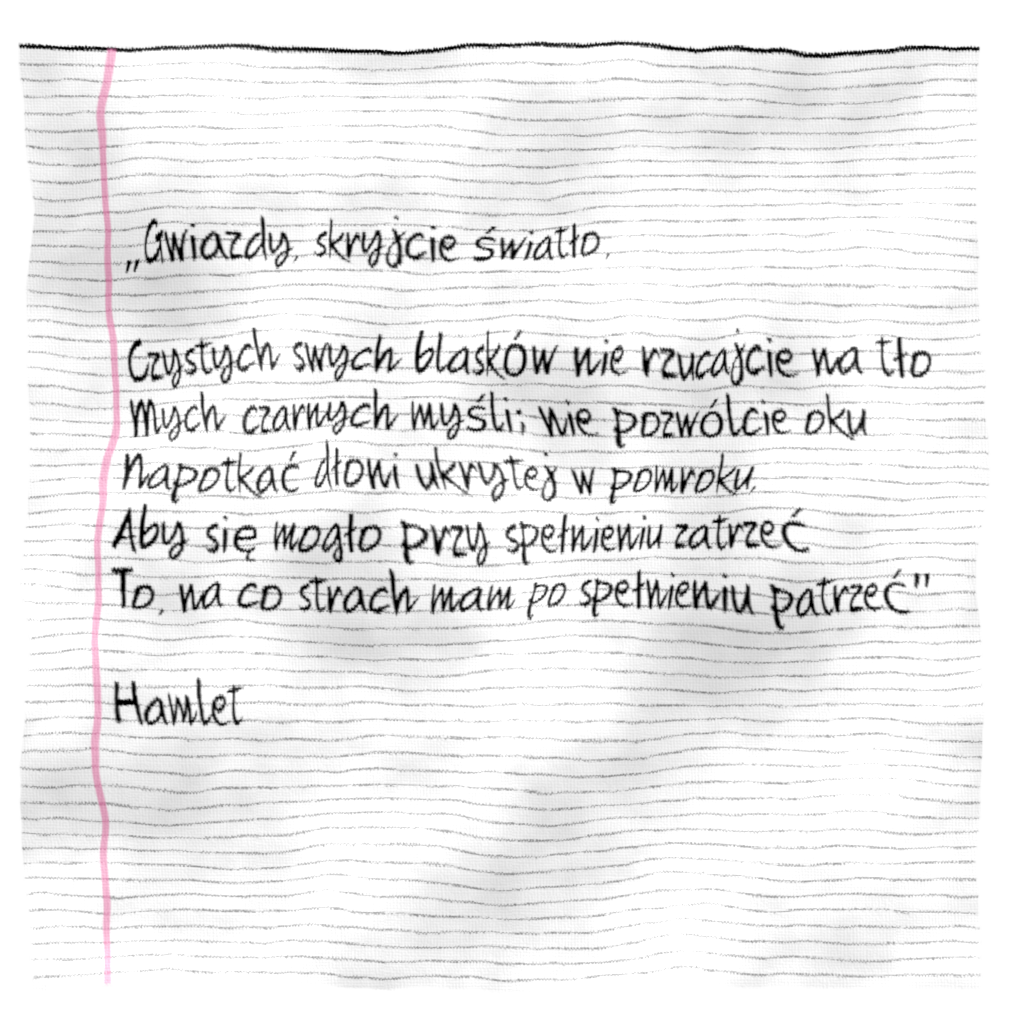 „Gwiazdy, skryjcie światło,
Czystych swych blasków nie rzucajcie na tło
Mych czarnych myśli; nie pozwólcie oku
Napotkać dłoni ukrytej w pomroku,
Aby się mogło przy spełnieniu zatrzeć
To, na co strach mam po spełnieniu patrzeć"
Hamlet